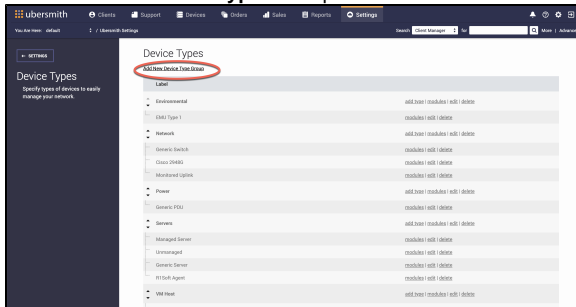 ubersmith Clients Support Devices Orders Sales Reports Settings
You Are Here: default / Ubersmith Settings Search Client Manager for More | Advanced
← SETTINGS
Device Types
Specify types of devices to easily
manage your network.
Device Types
Add New Device Type Group
Label
Environmental add type | modules | edit | delete
EMU Type 1 modules | edit | delete
Network add type | modules | edit | delete
Generic Switch modules | edit | delete
Cisco 2948G modules | edit | delete
Monitored Uplink modules | edit | delete
Power add type | modules | edit | delete
Generic PDU modules | edit | delete
Servers add type | modules | edit | delete
Managed Server modules | edit | delete
Unmanaged modules | edit | delete
Generic Server modules | edit | delete
R1Soft Agent modules | edit | delete
VM Host add type | modules | edit | delete